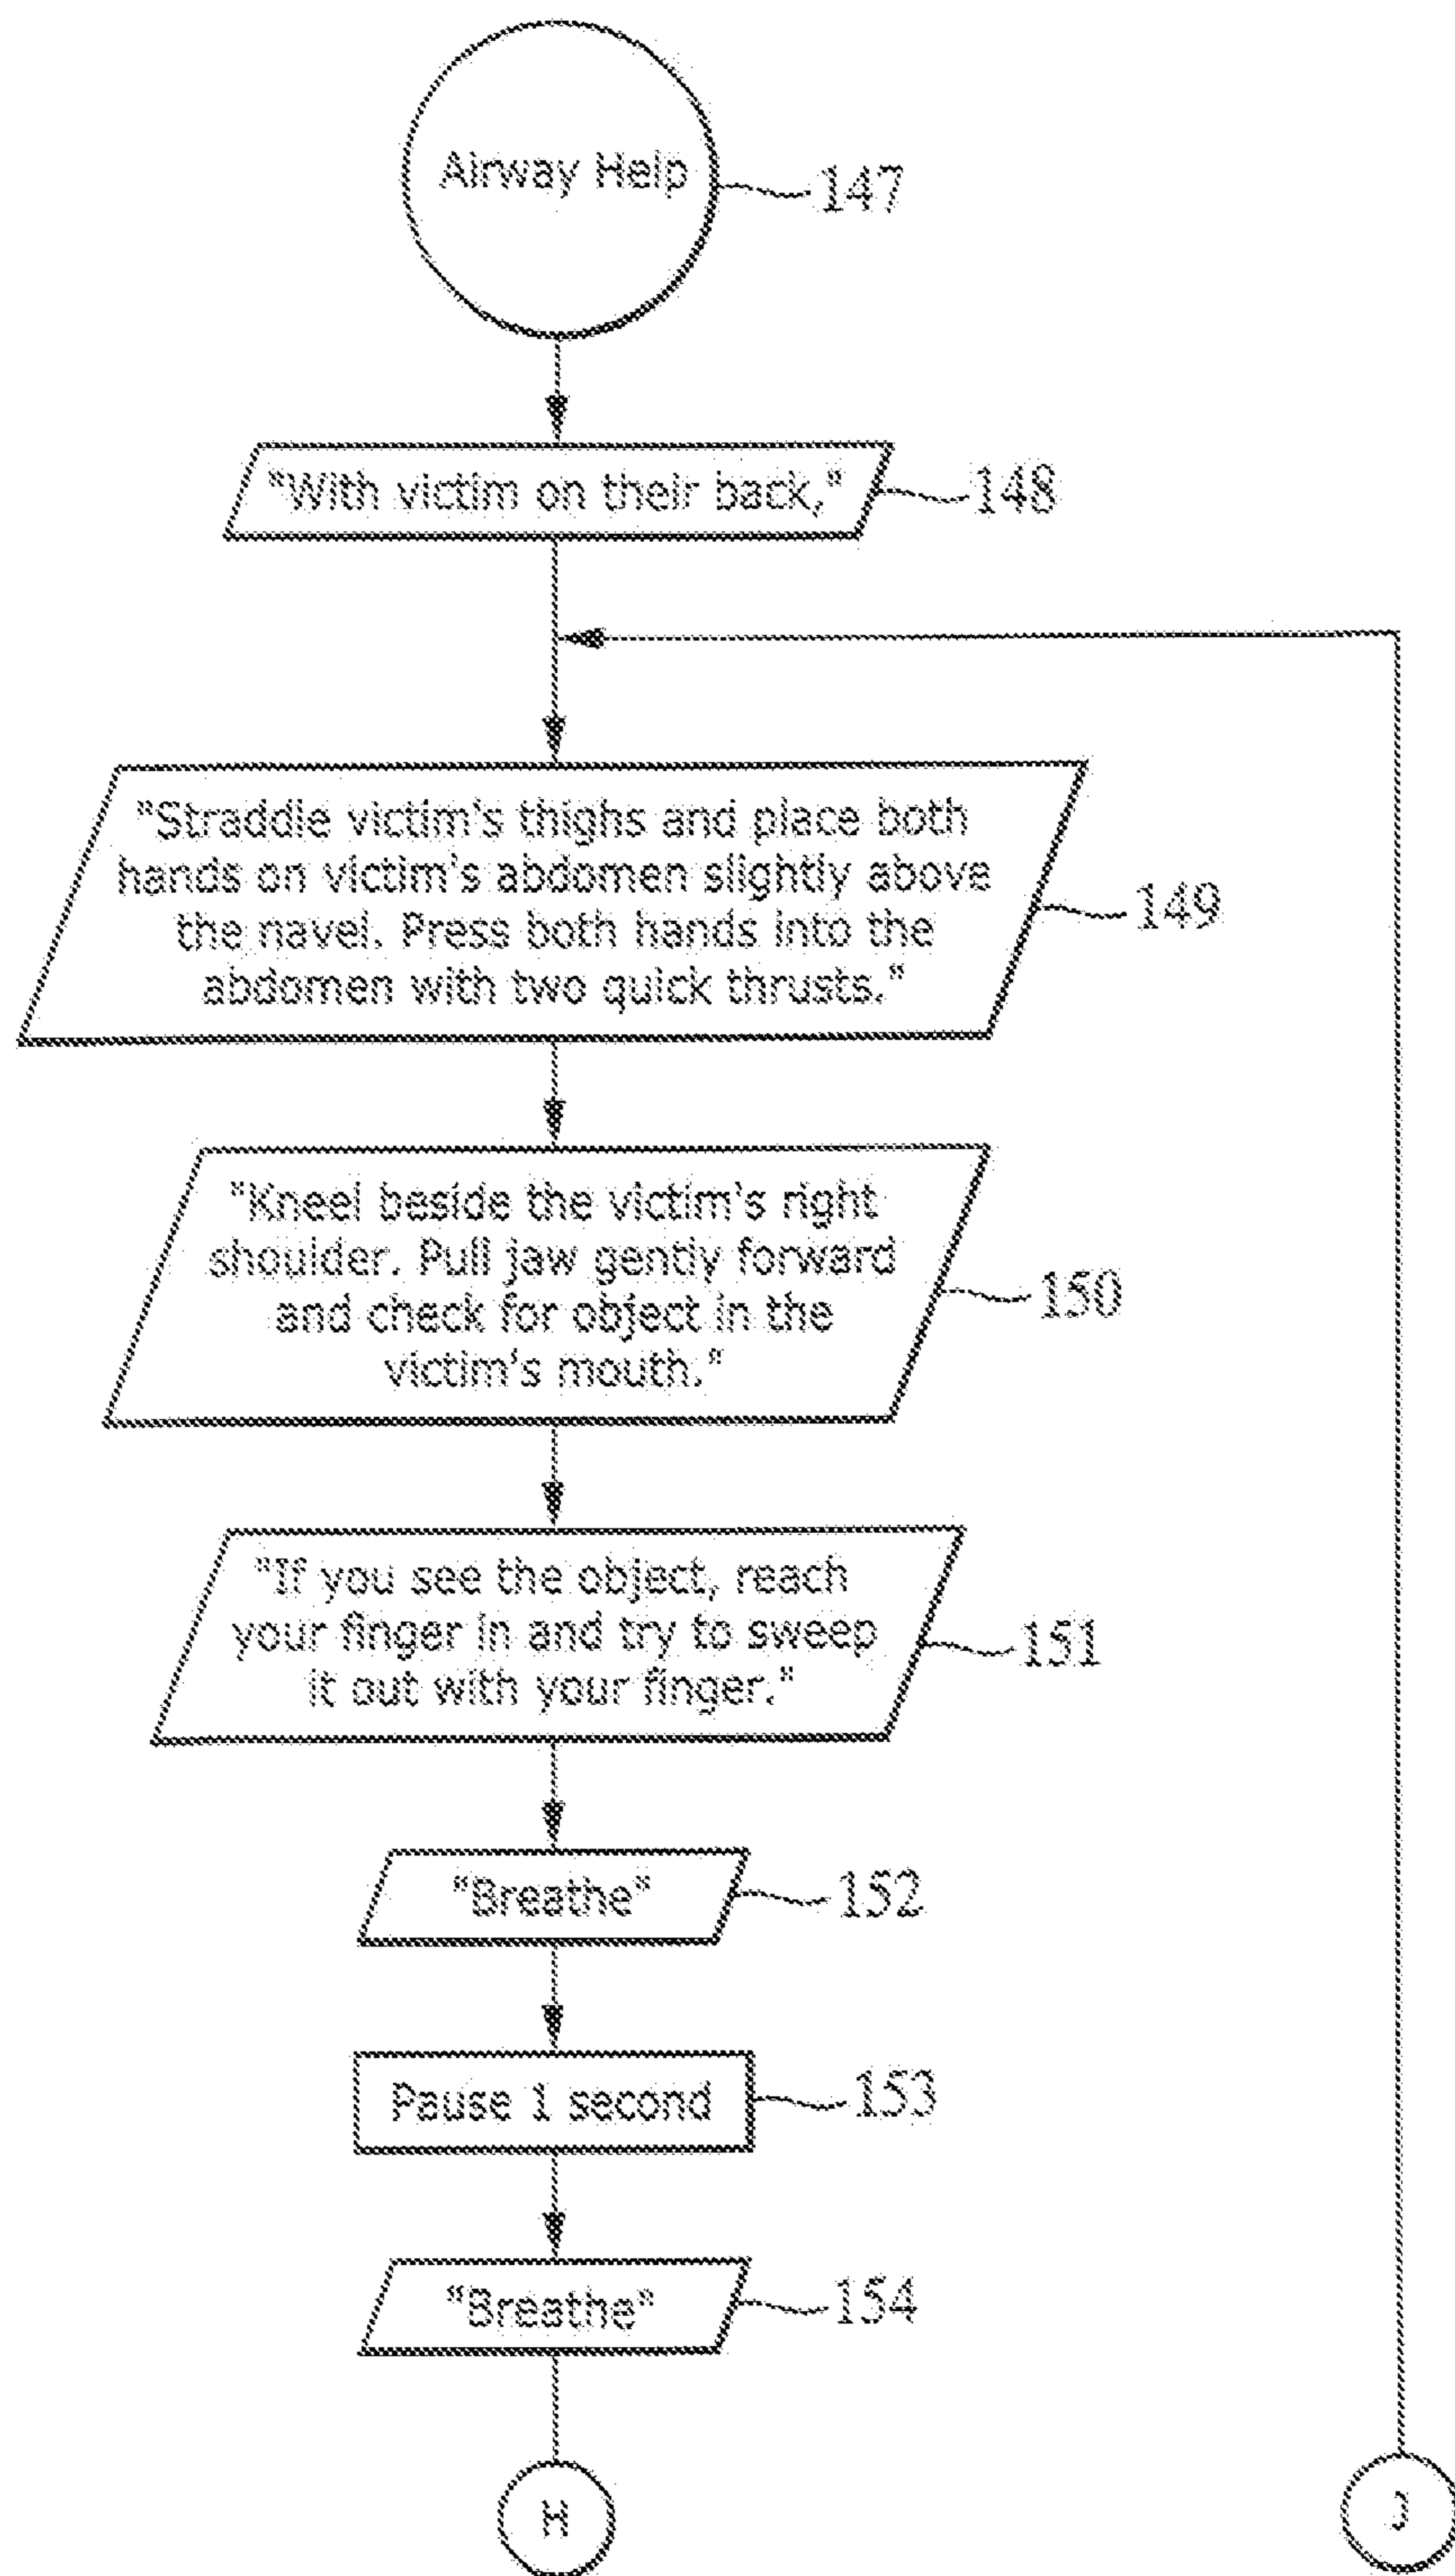 Airway Help
147
"With victim on their back,"
148
"Straddle victim's thighs and place both
hands on victim's abdomen slightly above
the navel. Press both hands into the
abdomen with two quick thrusts."
149
"Kneel beside the victim's right
shoulder. Pull jaw gently forward
and check for object in the
victim's mouth."
150
"If you see the object, reach
your finger in and try to sweep
it out with your finger."
151
"Breathe"
152
Pause 1 second
153
"Breathe"
154
H
J